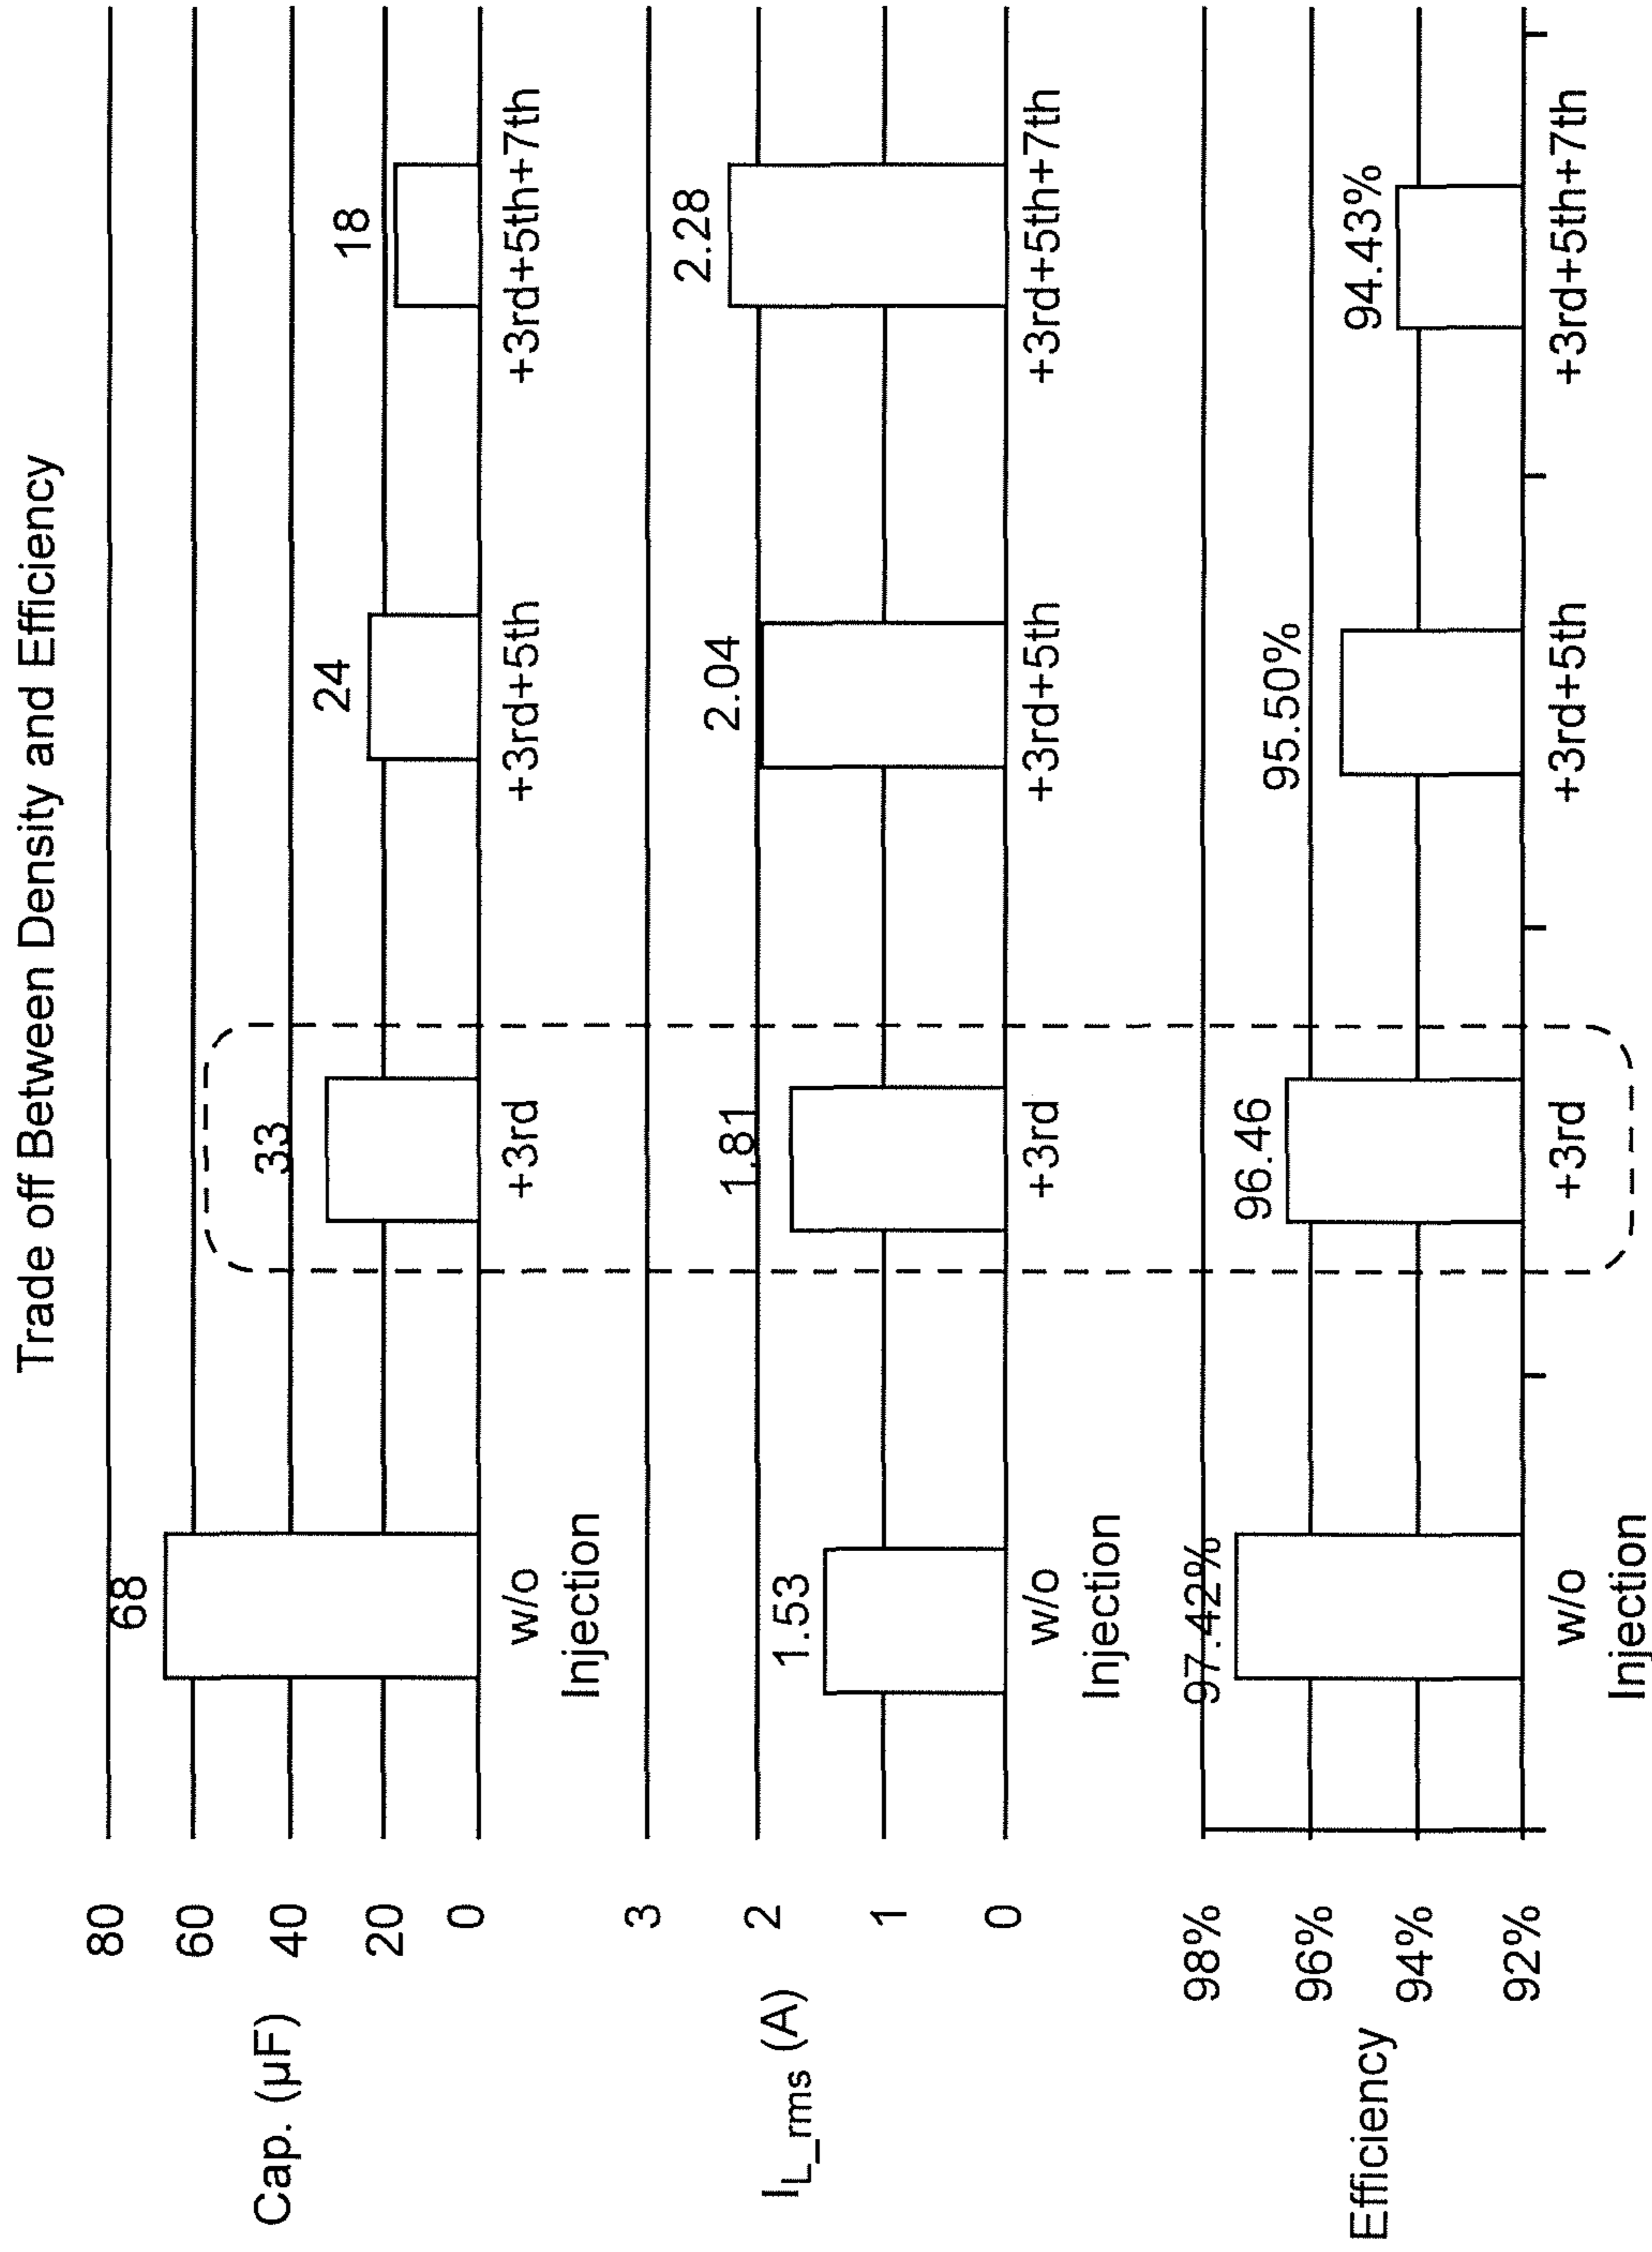 Trade off Between Density and Efficiency
Cap. (µF)
80
60
40
20
0
68
33
24
18
w/o
Injection
+3rd
+3rd+5th
+3rd+5th+7th
I_L_rms (A)
3
2
1
0
1.53
1.81
2.04
2.28
w/o
Injection
+3rd
+3rd+5th
+3rd+5th+7th
Efficiency
98%
96%
94%
92%
97.42%
96.46
95.50%
94.43%
w/o
Injection
+3rd
+3rd+5th
+3rd+5th+7th